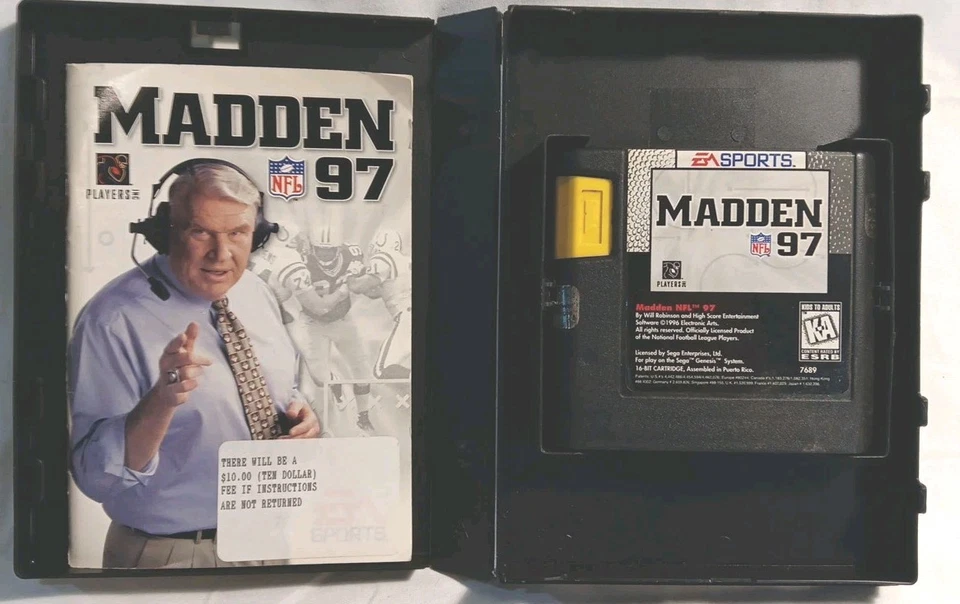 MADDEN
NFL 97
PLAYERS INC
THERE WILL BE A
$10.00 (TEN DOLLAR)
FEE IF INSTRUCTIONS
ARE NOT RETURNED
EA
SPORTS
EA SPORTS.
MADDEN
NFL 97
PLAYERS INC
Madden NFL™ 97
By Will Robinson and High Score Entertainment
Software ©1996 Electronic Arts.
All rights reserved. Officially Licensed Product
of the National Football League Players.
Licensed by Sega Enterprises, Ltd.
For play on the Sega™ Genesis™ System.
16-BIT CARTRIDGE, Assembled in Puerto Rico.
KIDS TO ADULTS
KA
CONTENT RATED BY
ESRB
7689